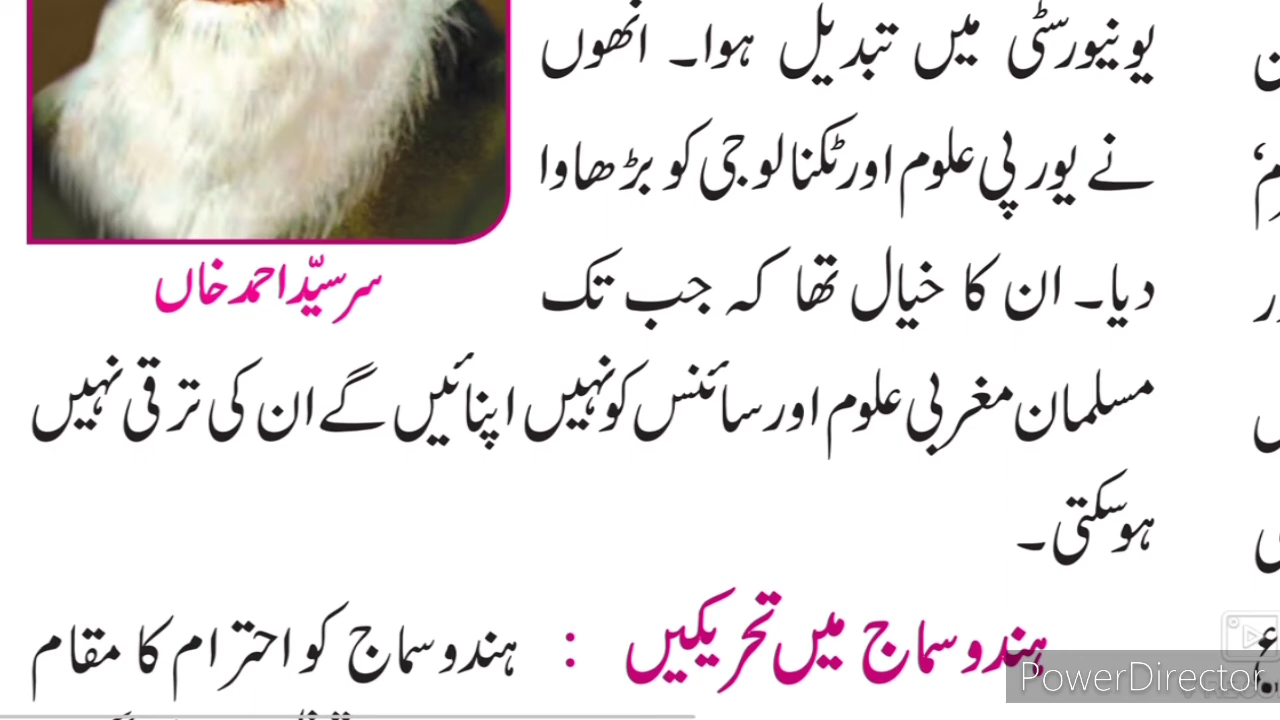 یونیورسٹی میں تبدیل ہوا۔ انھوں
نے یورپی علوم اور ٹکنالوجی کو بڑھاوا
دیا۔ ان کا خیال تھا کہ جب تک
مسلمان مغربی علوم اور سائنس کو نہیں اپنائیں گے ان کی ترقی نہیں
ہوسکتی۔
سرسیّد احمد خاں
ہندو سماج میں تحریکیں : ہندو سماج کو احترام کا مقام
PowerDirector